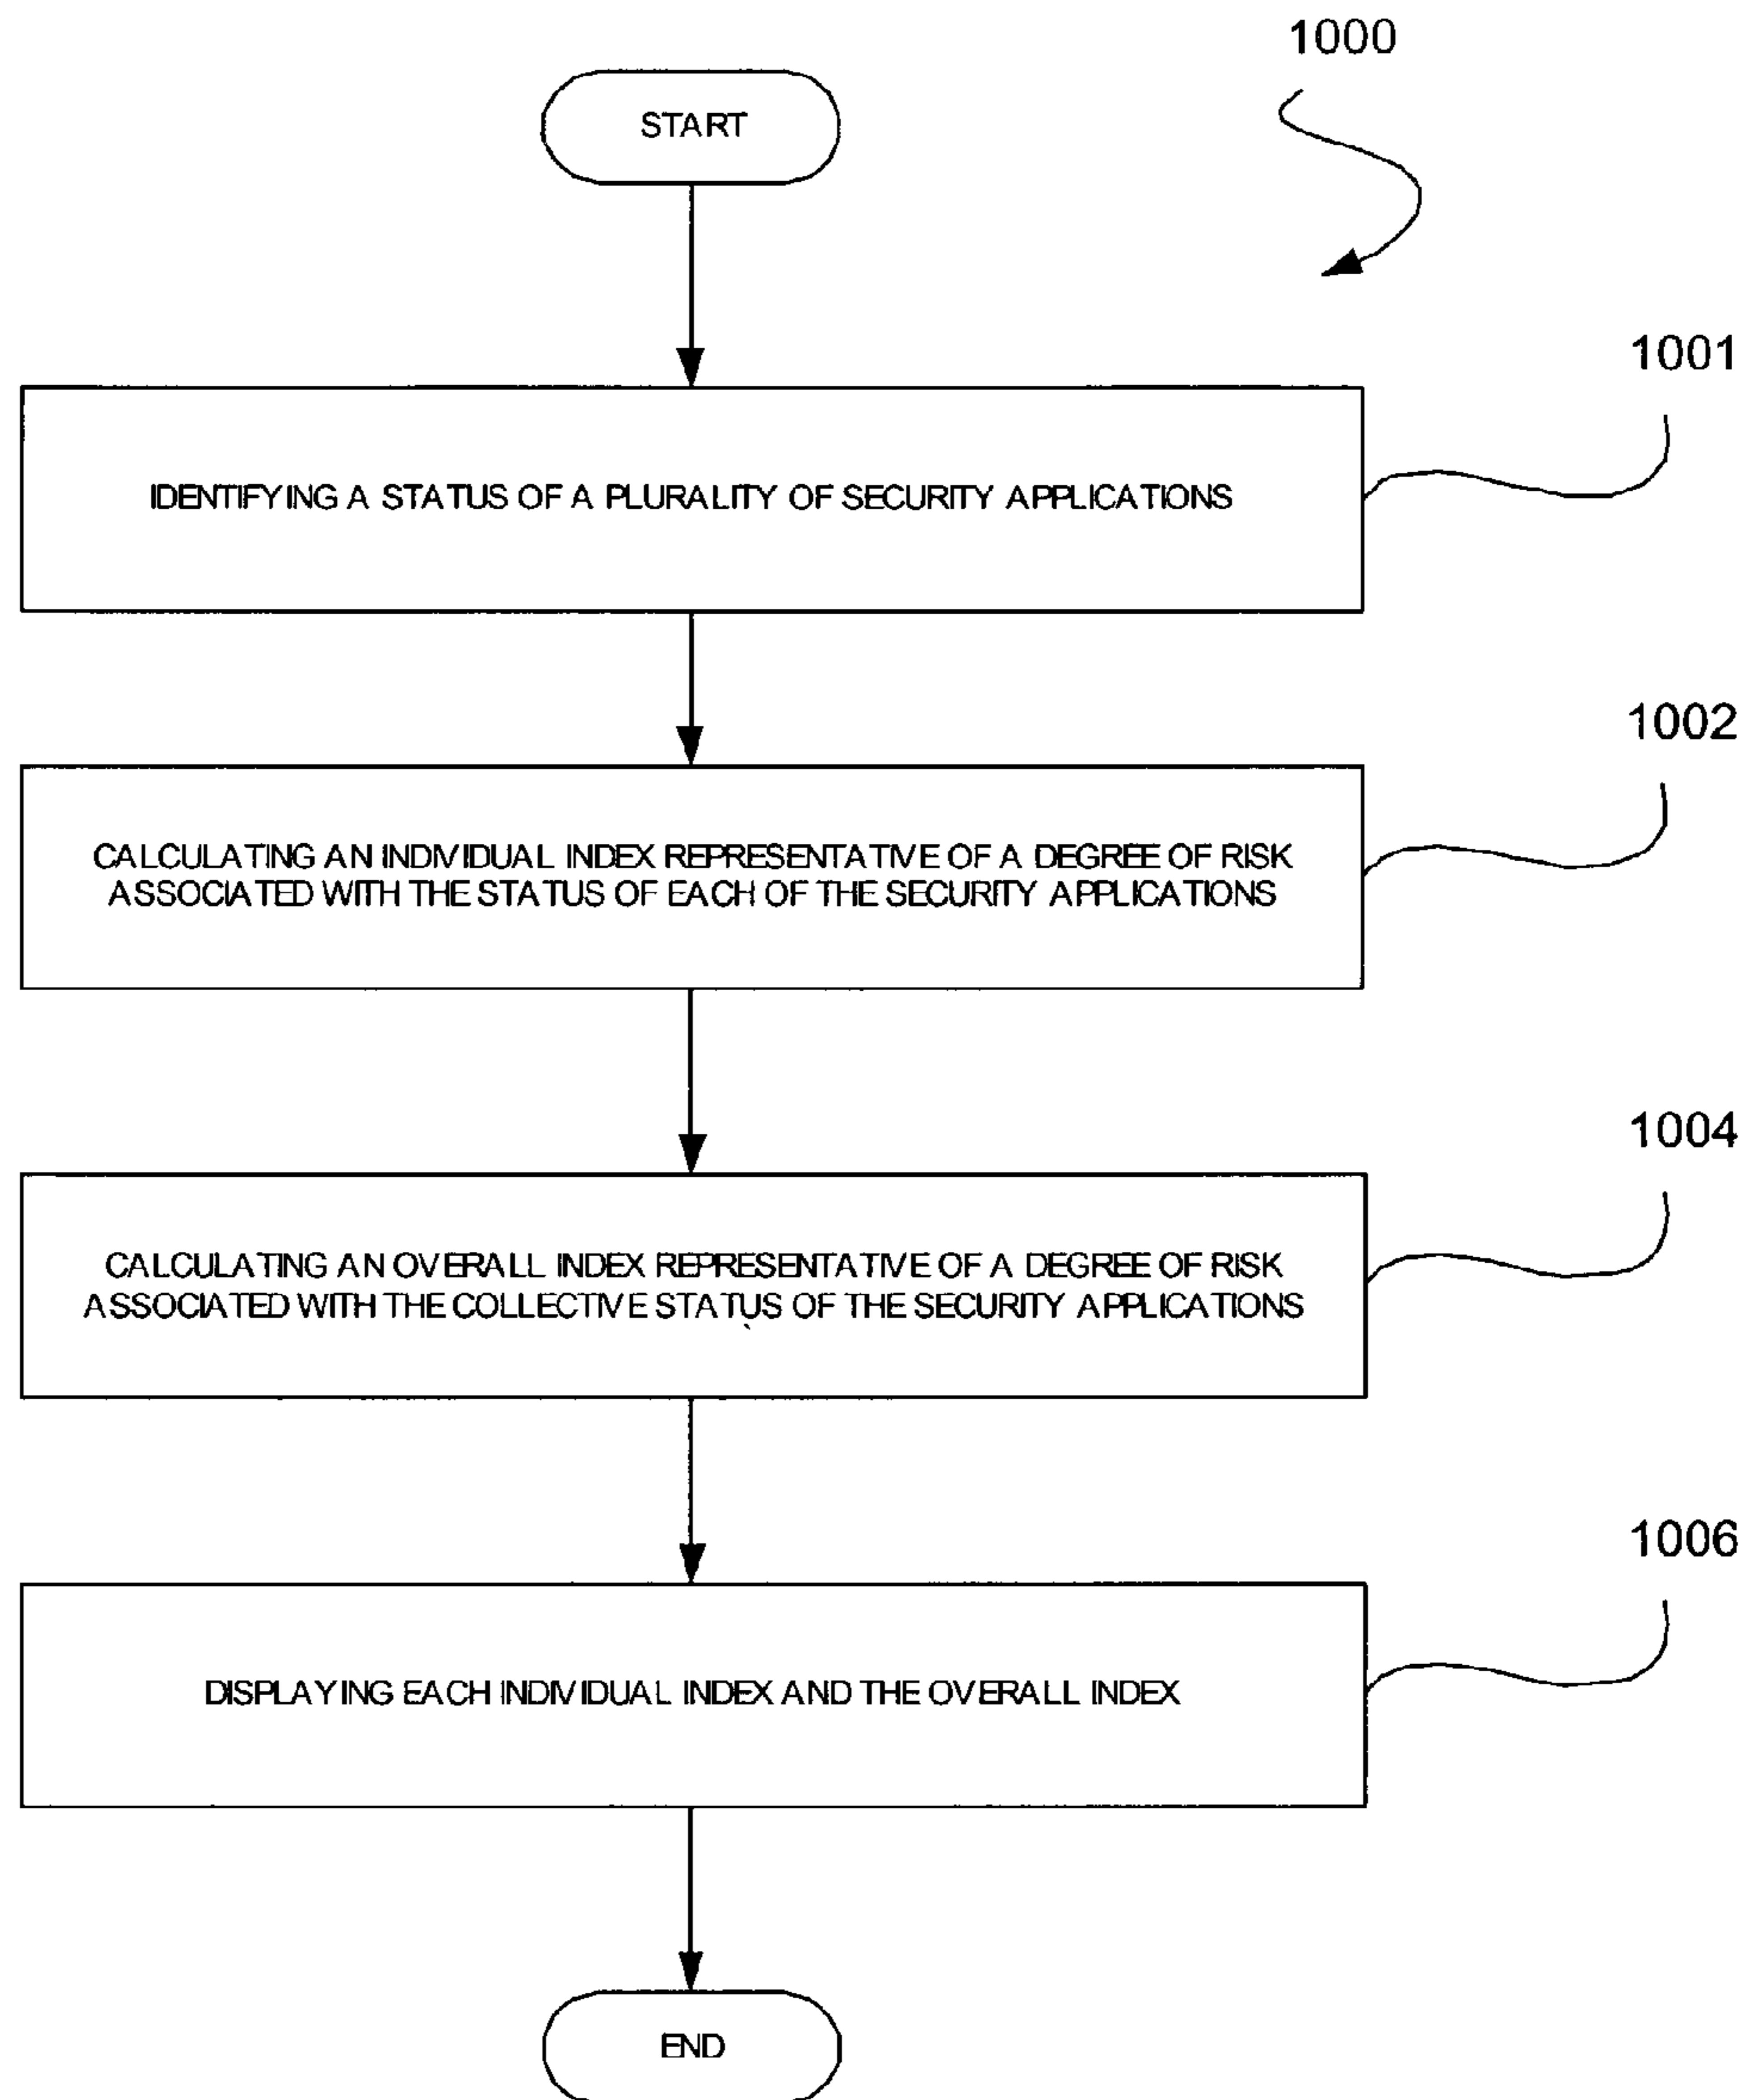 1000
START
1001
IDENTIFYING A STATUS OF A PLURALITY OF SECURITY APPLICATIONS
1002
CALCULATING AN INDIVIDUAL INDEX REPRESENTATIVE OF A DEGREE OF RISK
ASSOCIATED WITH THE STATUS OF EACH OF THE SECURITY APPLICATIONS
1004
CALCULATING AN OVERALL INDEX REPRESENTATIVE OF A DEGREE OF RISK
ASSOCIATED WITH THE COLLECTIVE STATUS OF THE SECURITY APPLICATIONS
1006
DISPLAYING EACH INDIVIDUAL INDEX AND THE OVERALL INDEX
END